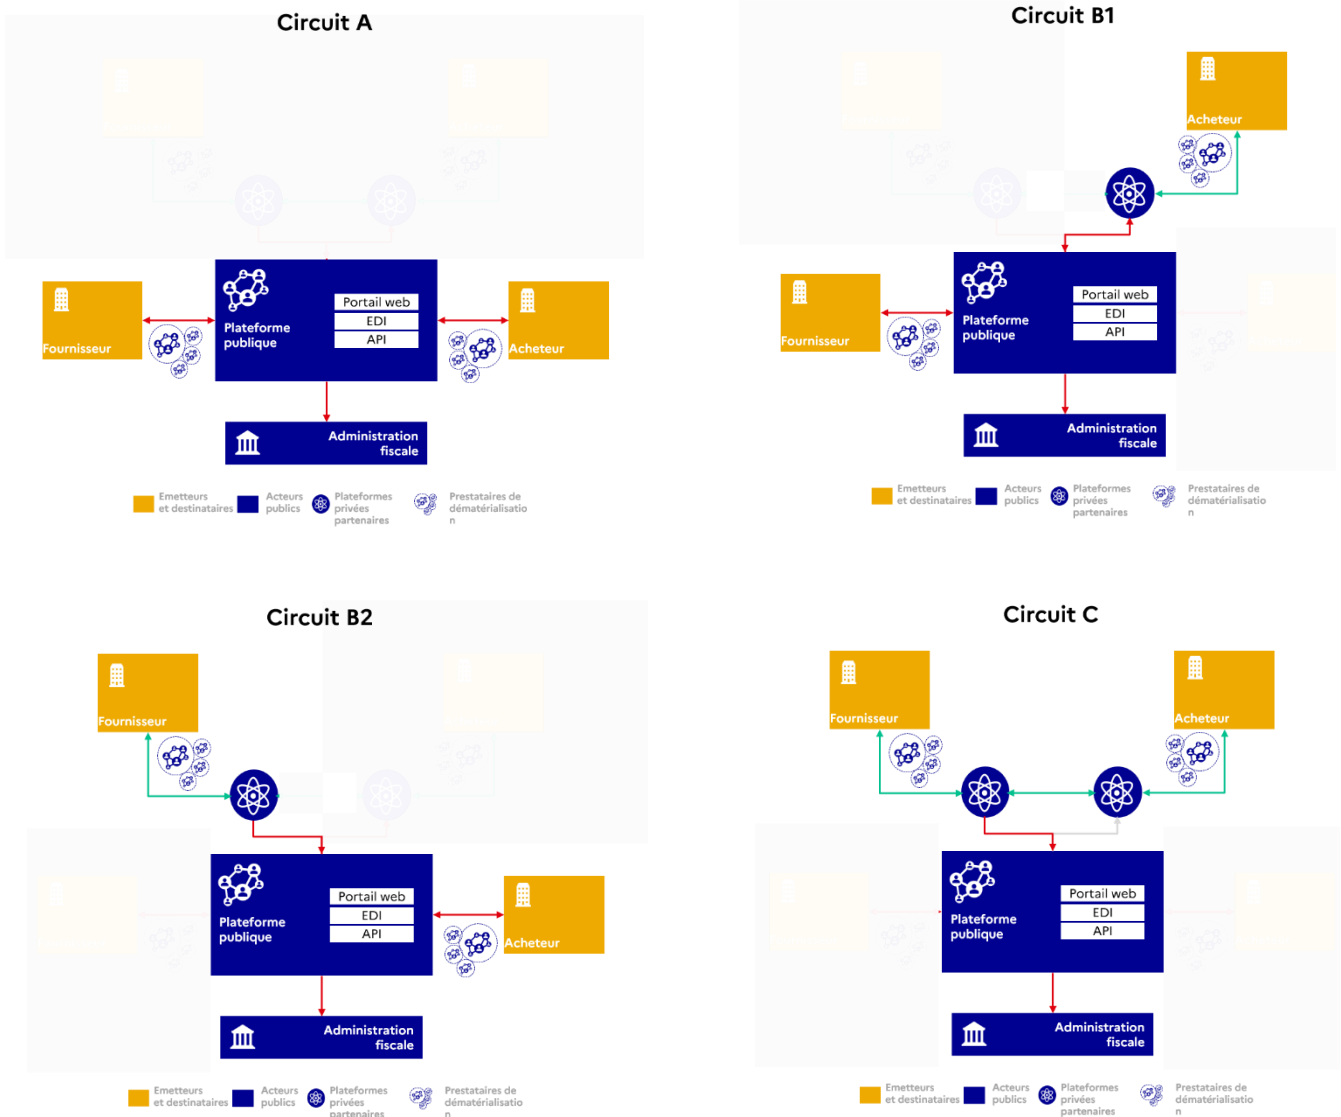 Circuit A
Fournisseur
Plateforme
publique
Portail web
EDI
API
Acheteur
Administration
fiscale
Emetteurs
et destinataires
Acteurs
publics
Plateformes
privées
partenaires
Prestataires de
dématérialisatio
n
Circuit B1
Acheteur
Fournisseur
Plateforme
publique
Portail web
EDI
API
Administration
fiscale
Emetteurs
et destinataires
Acteurs
publics
Plateformes
privées
partenaires
Prestataires de
dématérialisatio
n
Circuit B2
Fournisseur
Plateforme
publique
Portail web
EDI
API
Acheteur
Administration
fiscale
Emetteurs
et destinataires
Acteurs
publics
Plateformes
privées
partenaires
Prestataires de
dématérialisatio
n
Circuit C
Fournisseur
Acheteur
Plateforme
publique
Portail web
EDI
API
Administration
fiscale
Emetteurs
et destinataires
Acteurs
publics
Plateformes
privées
partenaires
Prestataires de
dématérialisatio
n